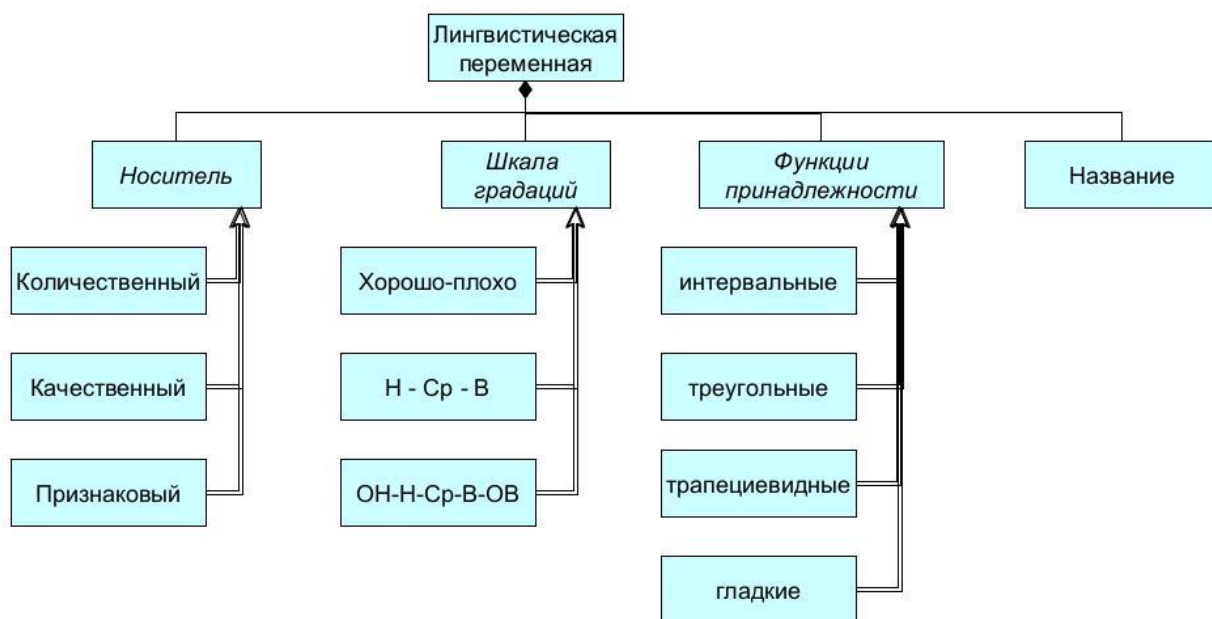 Лингвистическая
переменная
Носитель
Шкала
градаций
Функции
принадлежности
Название
Количественный
Хорошо-плохо
интервальные
Качественный
Н - Ср - В
треугольные
Признаковый
ОН-Н-Ср-В-ОВ
трапециевидные
гладкие